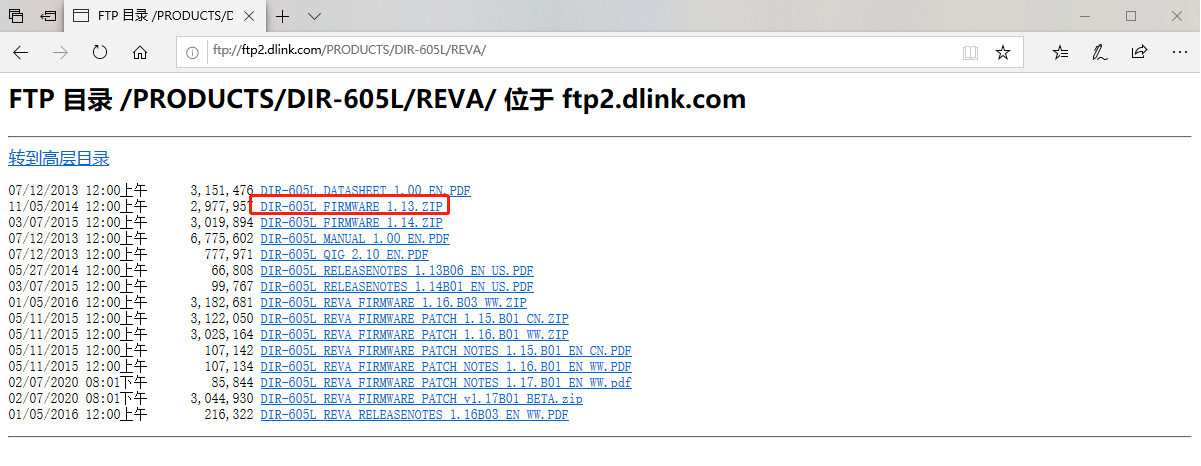 FTP 目录 /PRODUCTS/D
ftp://ftp2.dlink.com/PRODUCTS/DIR-605L/REVA/
FTP 目录 /PRODUCTS/DIR-605L/REVA/ 位于 ftp2.dlink.com
转到高层目录
07/12/2013 12:00上午 3,151,476 DIR-605L_DATASHEET_1.00_EN.PDF
11/05/2014 12:00上午 2,977,957 DIR-605L_FIRMWARE_1.13.ZIP
03/07/2015 12:00上午 3,019,894 DIR-605L_FIRMWARE_1.14.ZIP
07/12/2013 12:00上午 6,775,602 DIR-605L_MANUAL_1.00_EN.PDF
07/12/2013 12:00上午 777,971 DIR-605L_QIG_2.10_EN.PDF
05/27/2014 12:00上午 66,808 DIR-605L_RELEASENOTES_1.13B06_EN_US.PDF
03/07/2015 12:00上午 99,767 DIR-605L_RELEASENOTES_1.14B01_EN_US.PDF
01/05/2016 12:00上午 3,182,681 DIR-605L_REVA_FIRMWARE_1.16.B03_WW.ZIP
05/11/2015 12:00上午 3,122,050 DIR-605L_REVA_FIRMWARE_PATCH_1.15.B01_CN.ZIP
05/11/2015 12:00上午 3,028,164 DIR-605L_REVA_FIRMWARE_PATCH_1.16.B01_WW.ZIP
05/11/2015 12:00上午 107,142 DIR-605L_REVA_FIRMWARE_PATCH_NOTES_1.15.B01_EN_CN.PDF
05/11/2015 12:00上午 107,134 DIR-605L_REVA_FIRMWARE_PATCH_NOTES_1.16.B01_EN_WW.PDF
02/07/2020 08:01下午 85,844 DIR-605L_REVA_FIRMWARE_PATCH_NOTES_1.17.B01_EN_WW.pdf
02/07/2020 08:01下午 3,044,930 DIR-605L_REVA_FIRMWARE_PATCH_v1.17B01_BETA.zip
01/05/2016 12:00上午 216,322 DIR-605L_REVA_RELEASENOTES_1.16B03_EN_WW.PDF